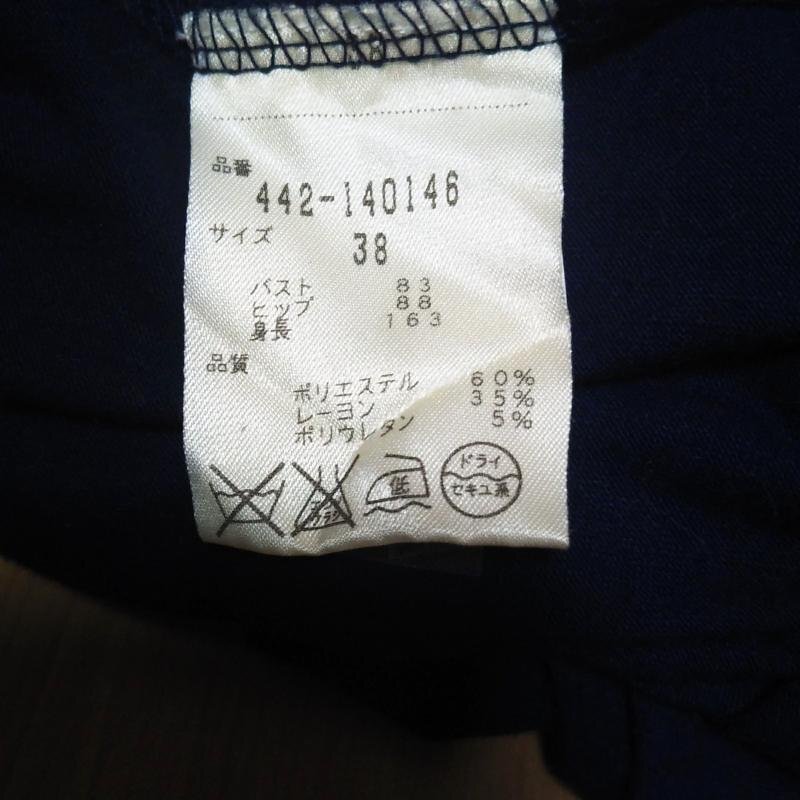 品番
442-140146
サイズ 38
バスト 83
ヒップ 88
身長 163
品質
ポリエステル 60%
レーヨン 35%
ポリウレタン 5%
低
ドライ
セキユ系